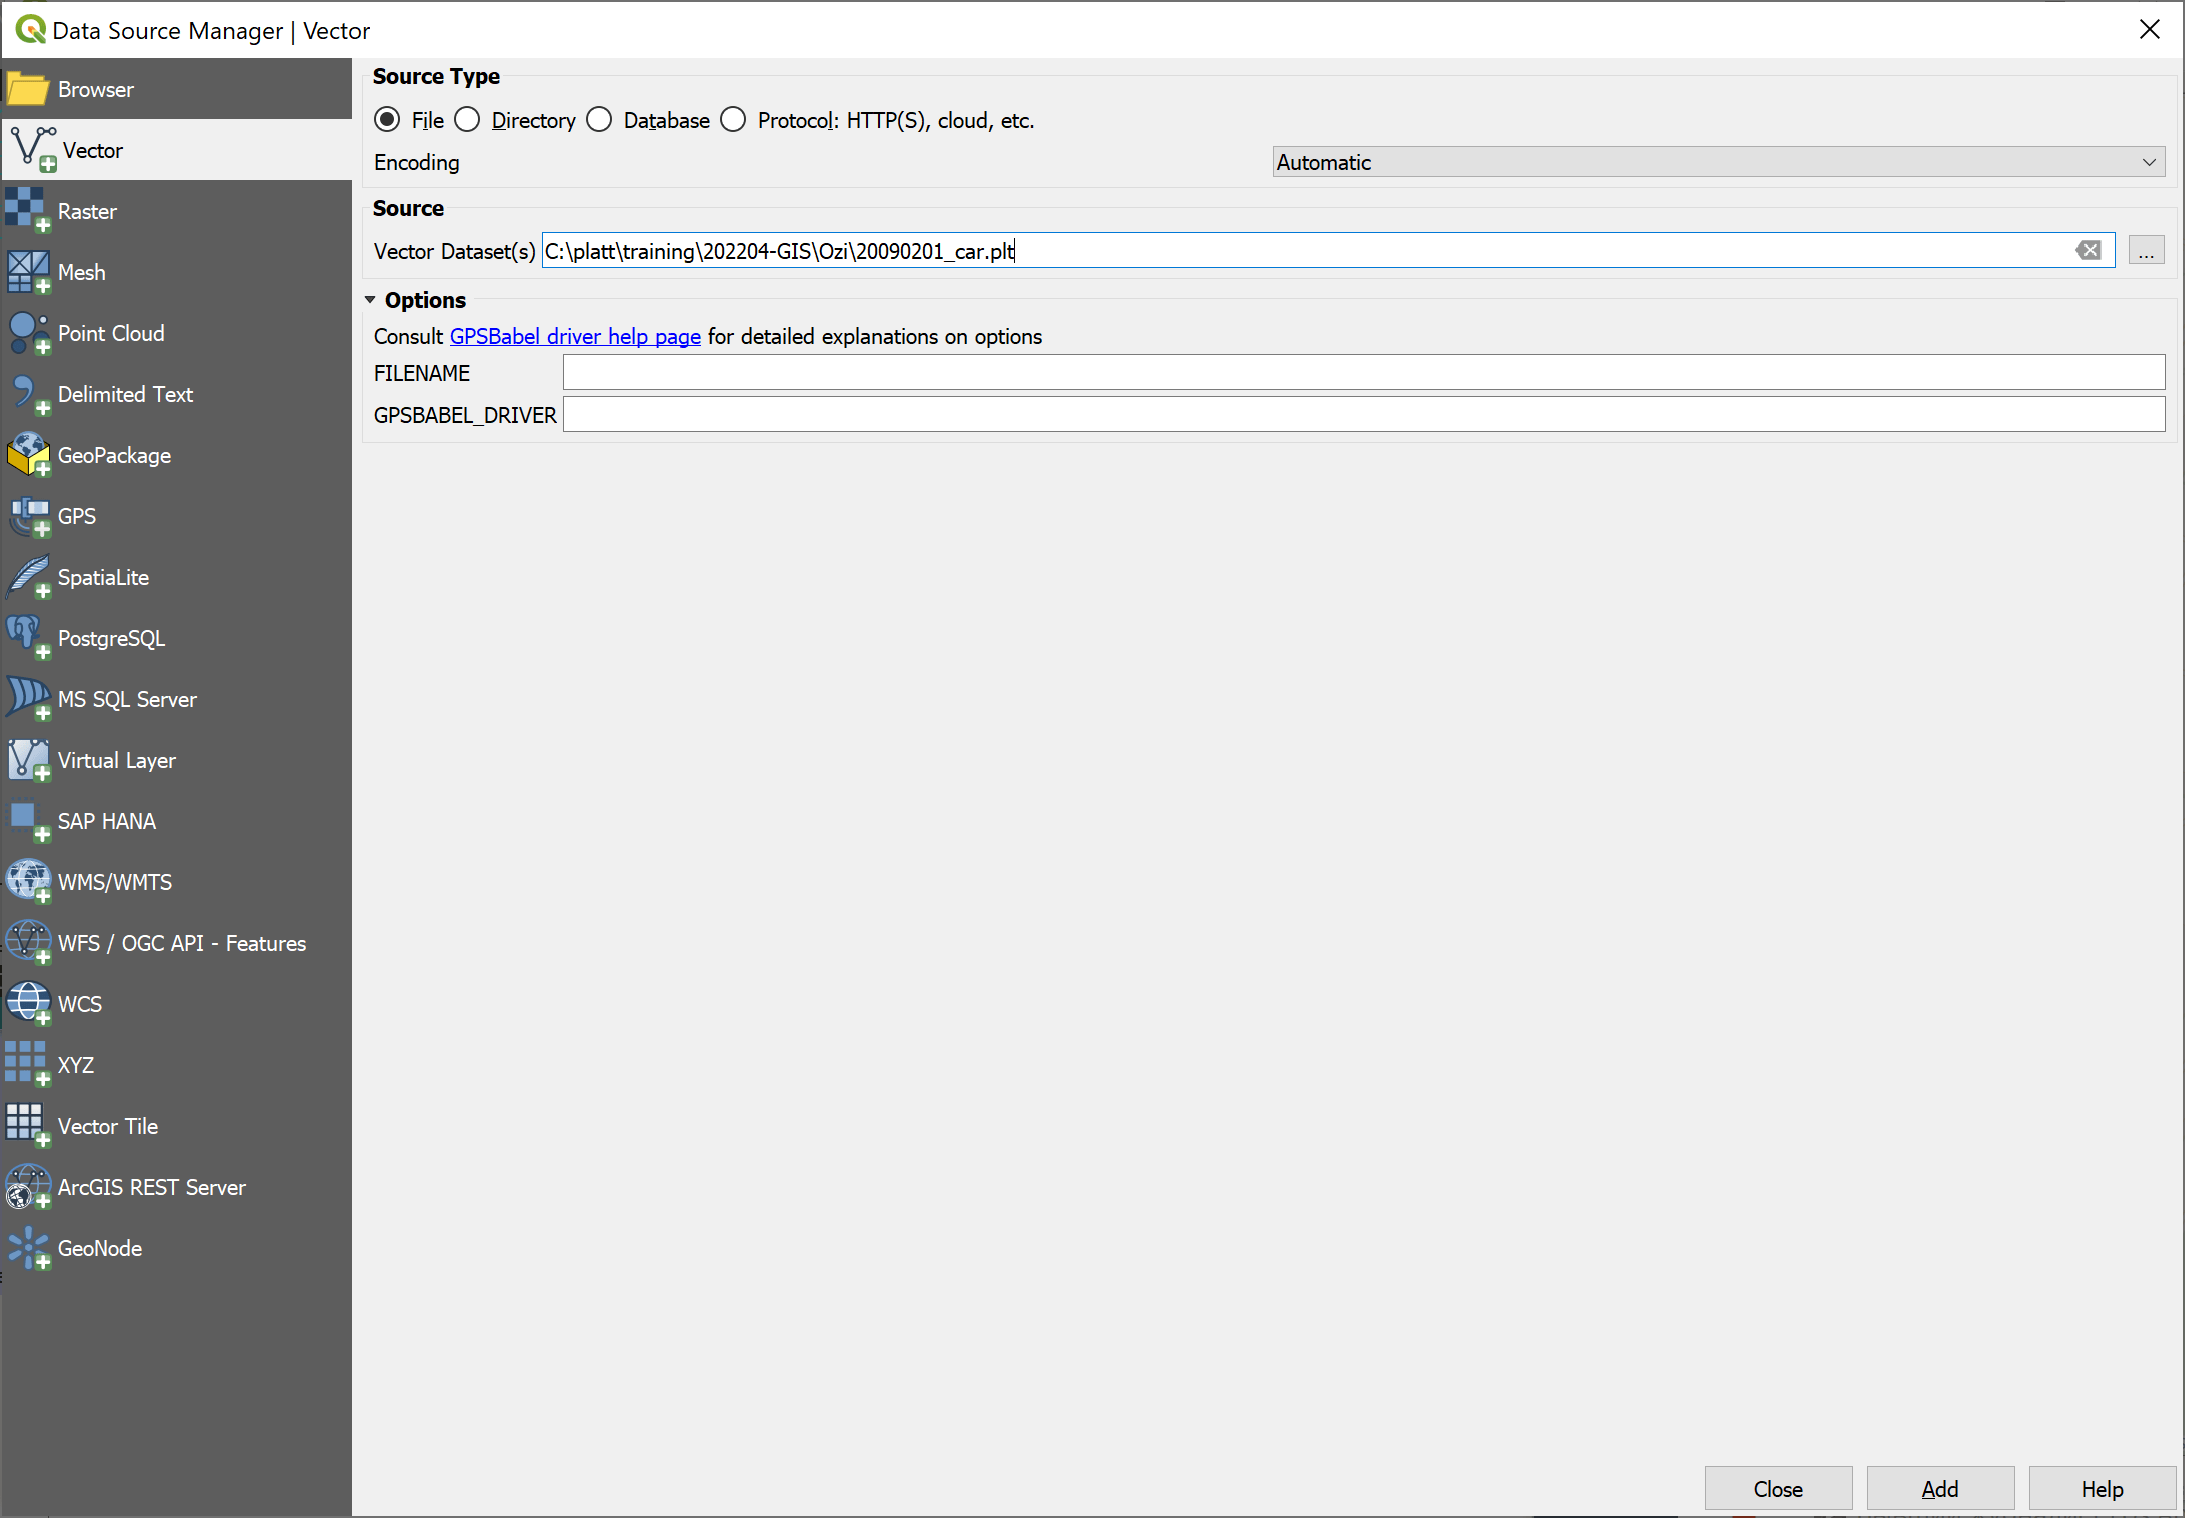 Data Source Manager | Vector
Browser
Vector
Raster
Mesh
Point Cloud
Delimited Text
GeoPackage
GPS
SpatiaLite
PostgreSQL
MS SQL Server
Virtual Layer
SAP HANA
WMS/WMTS
WFS / OGC API - Features
WCS
XYZ
Vector Tile
ArcGIS REST Server
GeoNode
Source Type
File Directory Database Protocol: HTTP(S), cloud, etc.
Encoding Automatic
Source
Vector Dataset(s) C:\platt\training\202204-GIS\Ozi\20090201_car.plt ...
Options
Consult GPSBabel driver help page for detailed explanations on options
FILENAME
GPSBABEL_DRIVER
Close Add Help